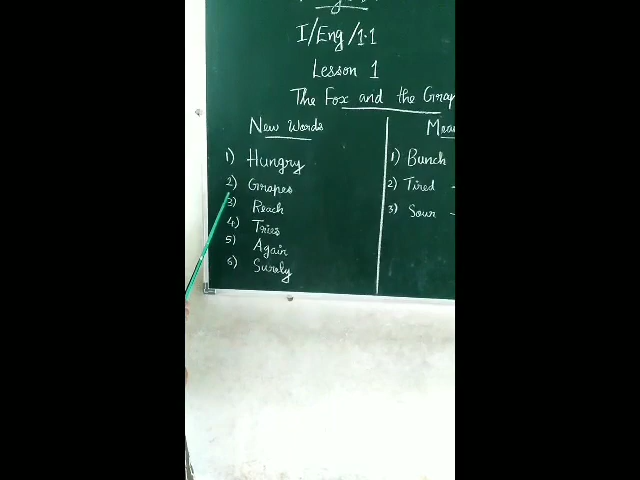 I/Eng/1.1
Lesson 1
The Fox and the Grap
New Words
1) Hungry
2) Grapes
3) Reach
4) Tries
5) Again
6) Surely
Mea
1) Bunch
2) Tired -
3) Sour -